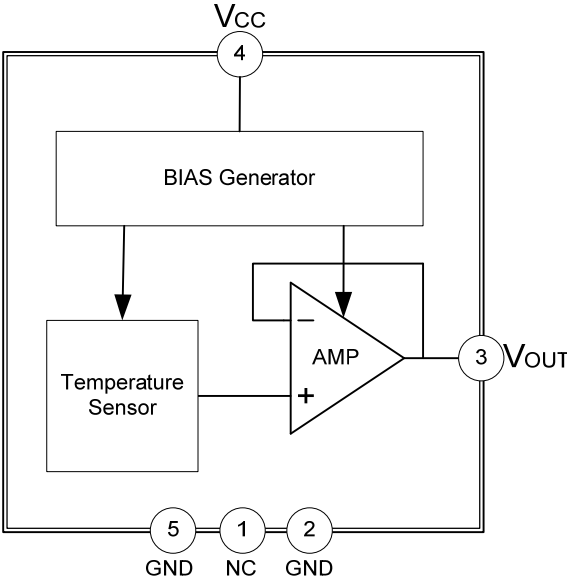 VCC
4
BIAS Generator
−
AMP
3 VOUT
Temperature
Sensor
+
5 1 2
GND NC GND